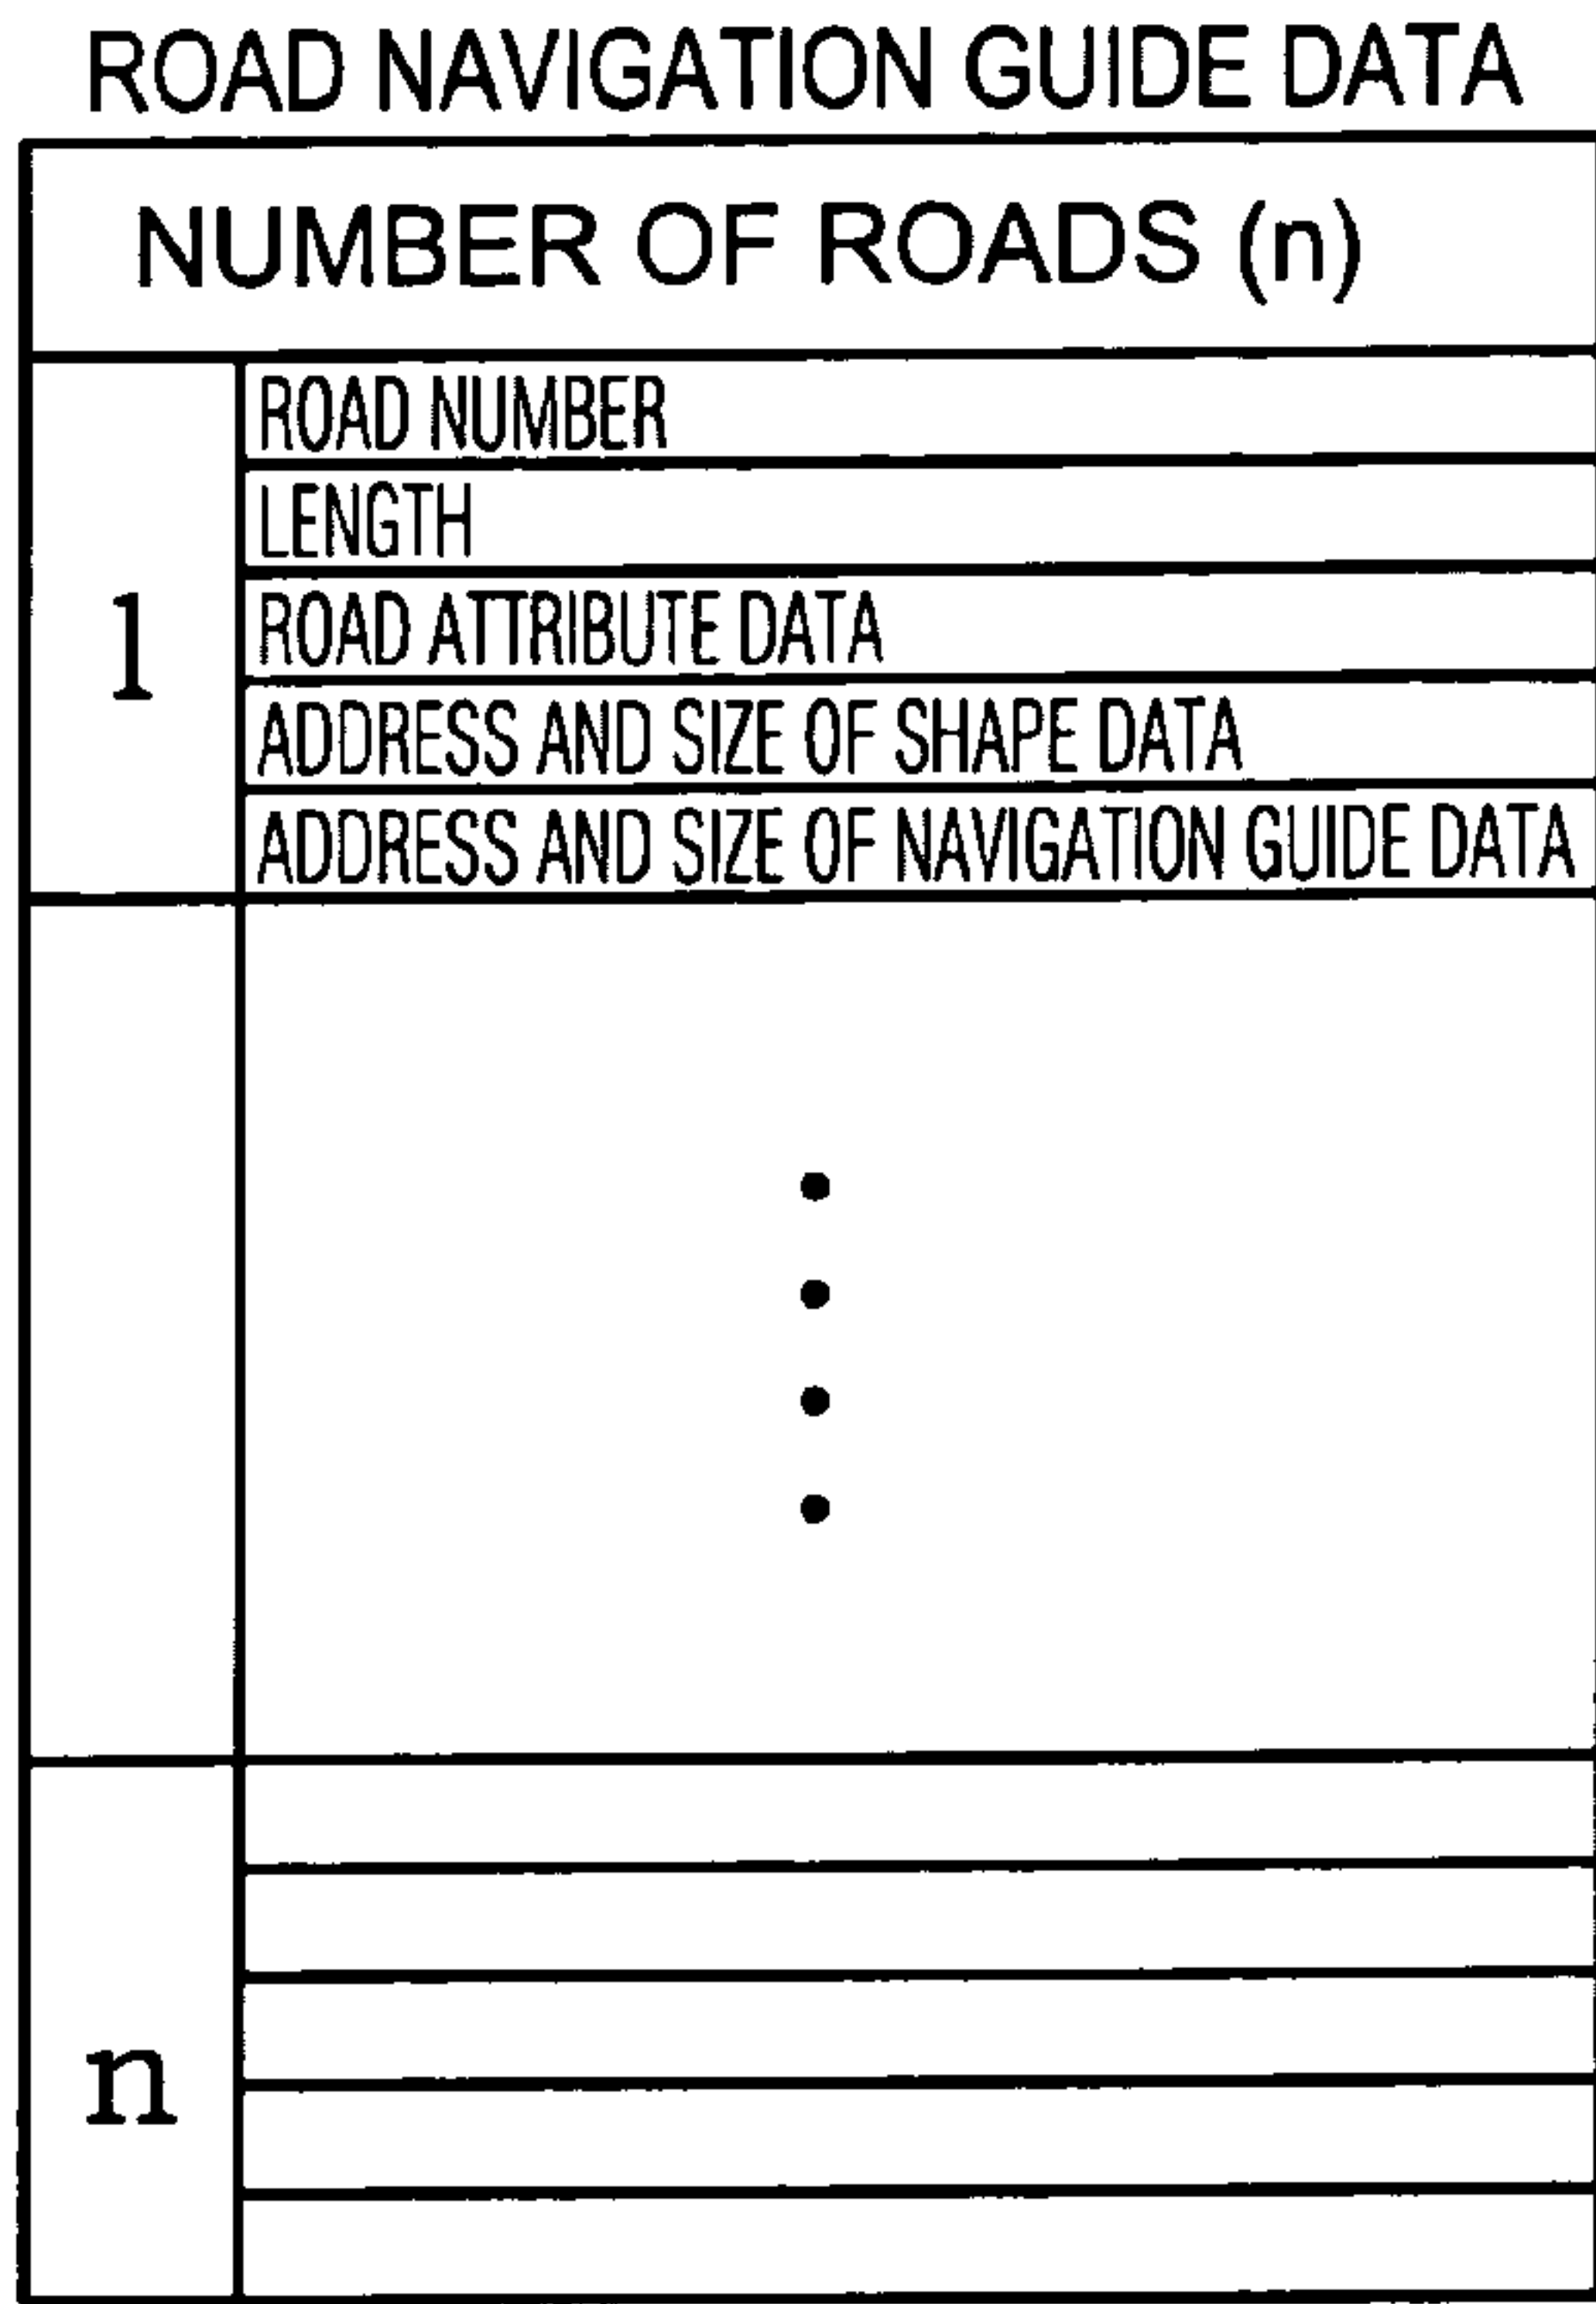 ROAD NAVIGATION GUIDE DATA
NUMBER OF ROADS (n)
1
ROAD NUMBER
LENGTH
ROAD ATTRIBUTE DATA
ADDRESS AND SIZE OF SHAPE DATA
ADDRESS AND SIZE OF NAVIGATION GUIDE DATA
n